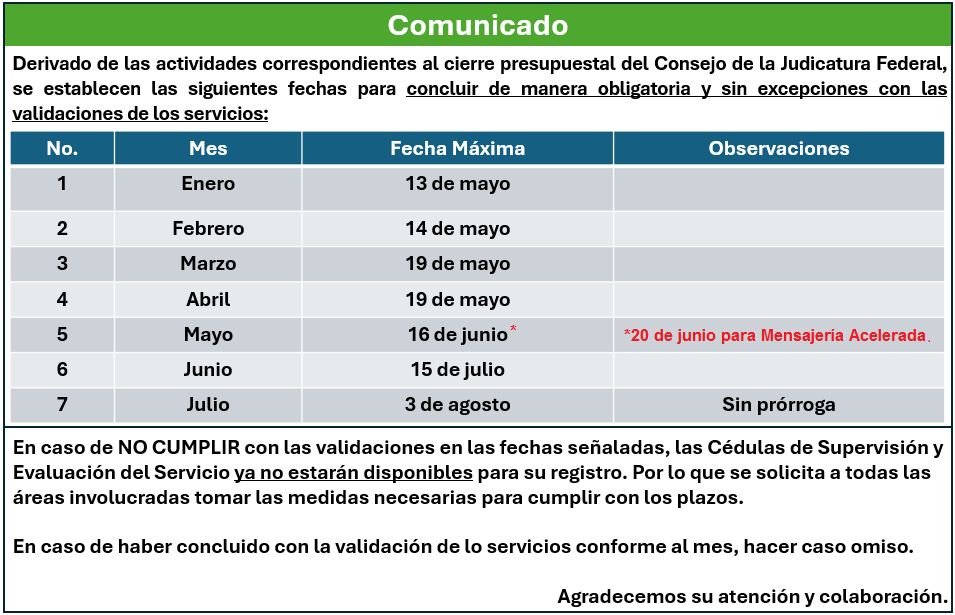 Comunicado
Derivado de las actividades correspondientes al cierre presupuestal del Consejo de la Judicatura Federal,
se establecen las siguientes fechas para concluir de manera obligatoria y sin excepciones con las
validaciones de los servicios:
No. Mes Fecha Máxima Observaciones
1 Enero 13 de mayo
2 Febrero 14 de mayo
3 Marzo 19 de mayo
4 Abril 19 de mayo
5 Mayo 16 de junio* *20 de junio para Mensajería Acelerada.
6 Junio 15 de julio
7 Julio 3 de agosto Sin prórroga
En caso de NO CUMPLIR con las validaciones en las fechas señaladas, las Cédulas de Supervisión y
Evaluación del Servicio ya no estarán disponibles para su registro. Por lo que se solicita a todas las
áreas involucradas tomar las medidas necesarias para cumplir con los plazos.
En caso de haber concluido con la validación de lo servicios conforme al mes, hacer caso omiso.
Agradecemos su atención y colaboración.